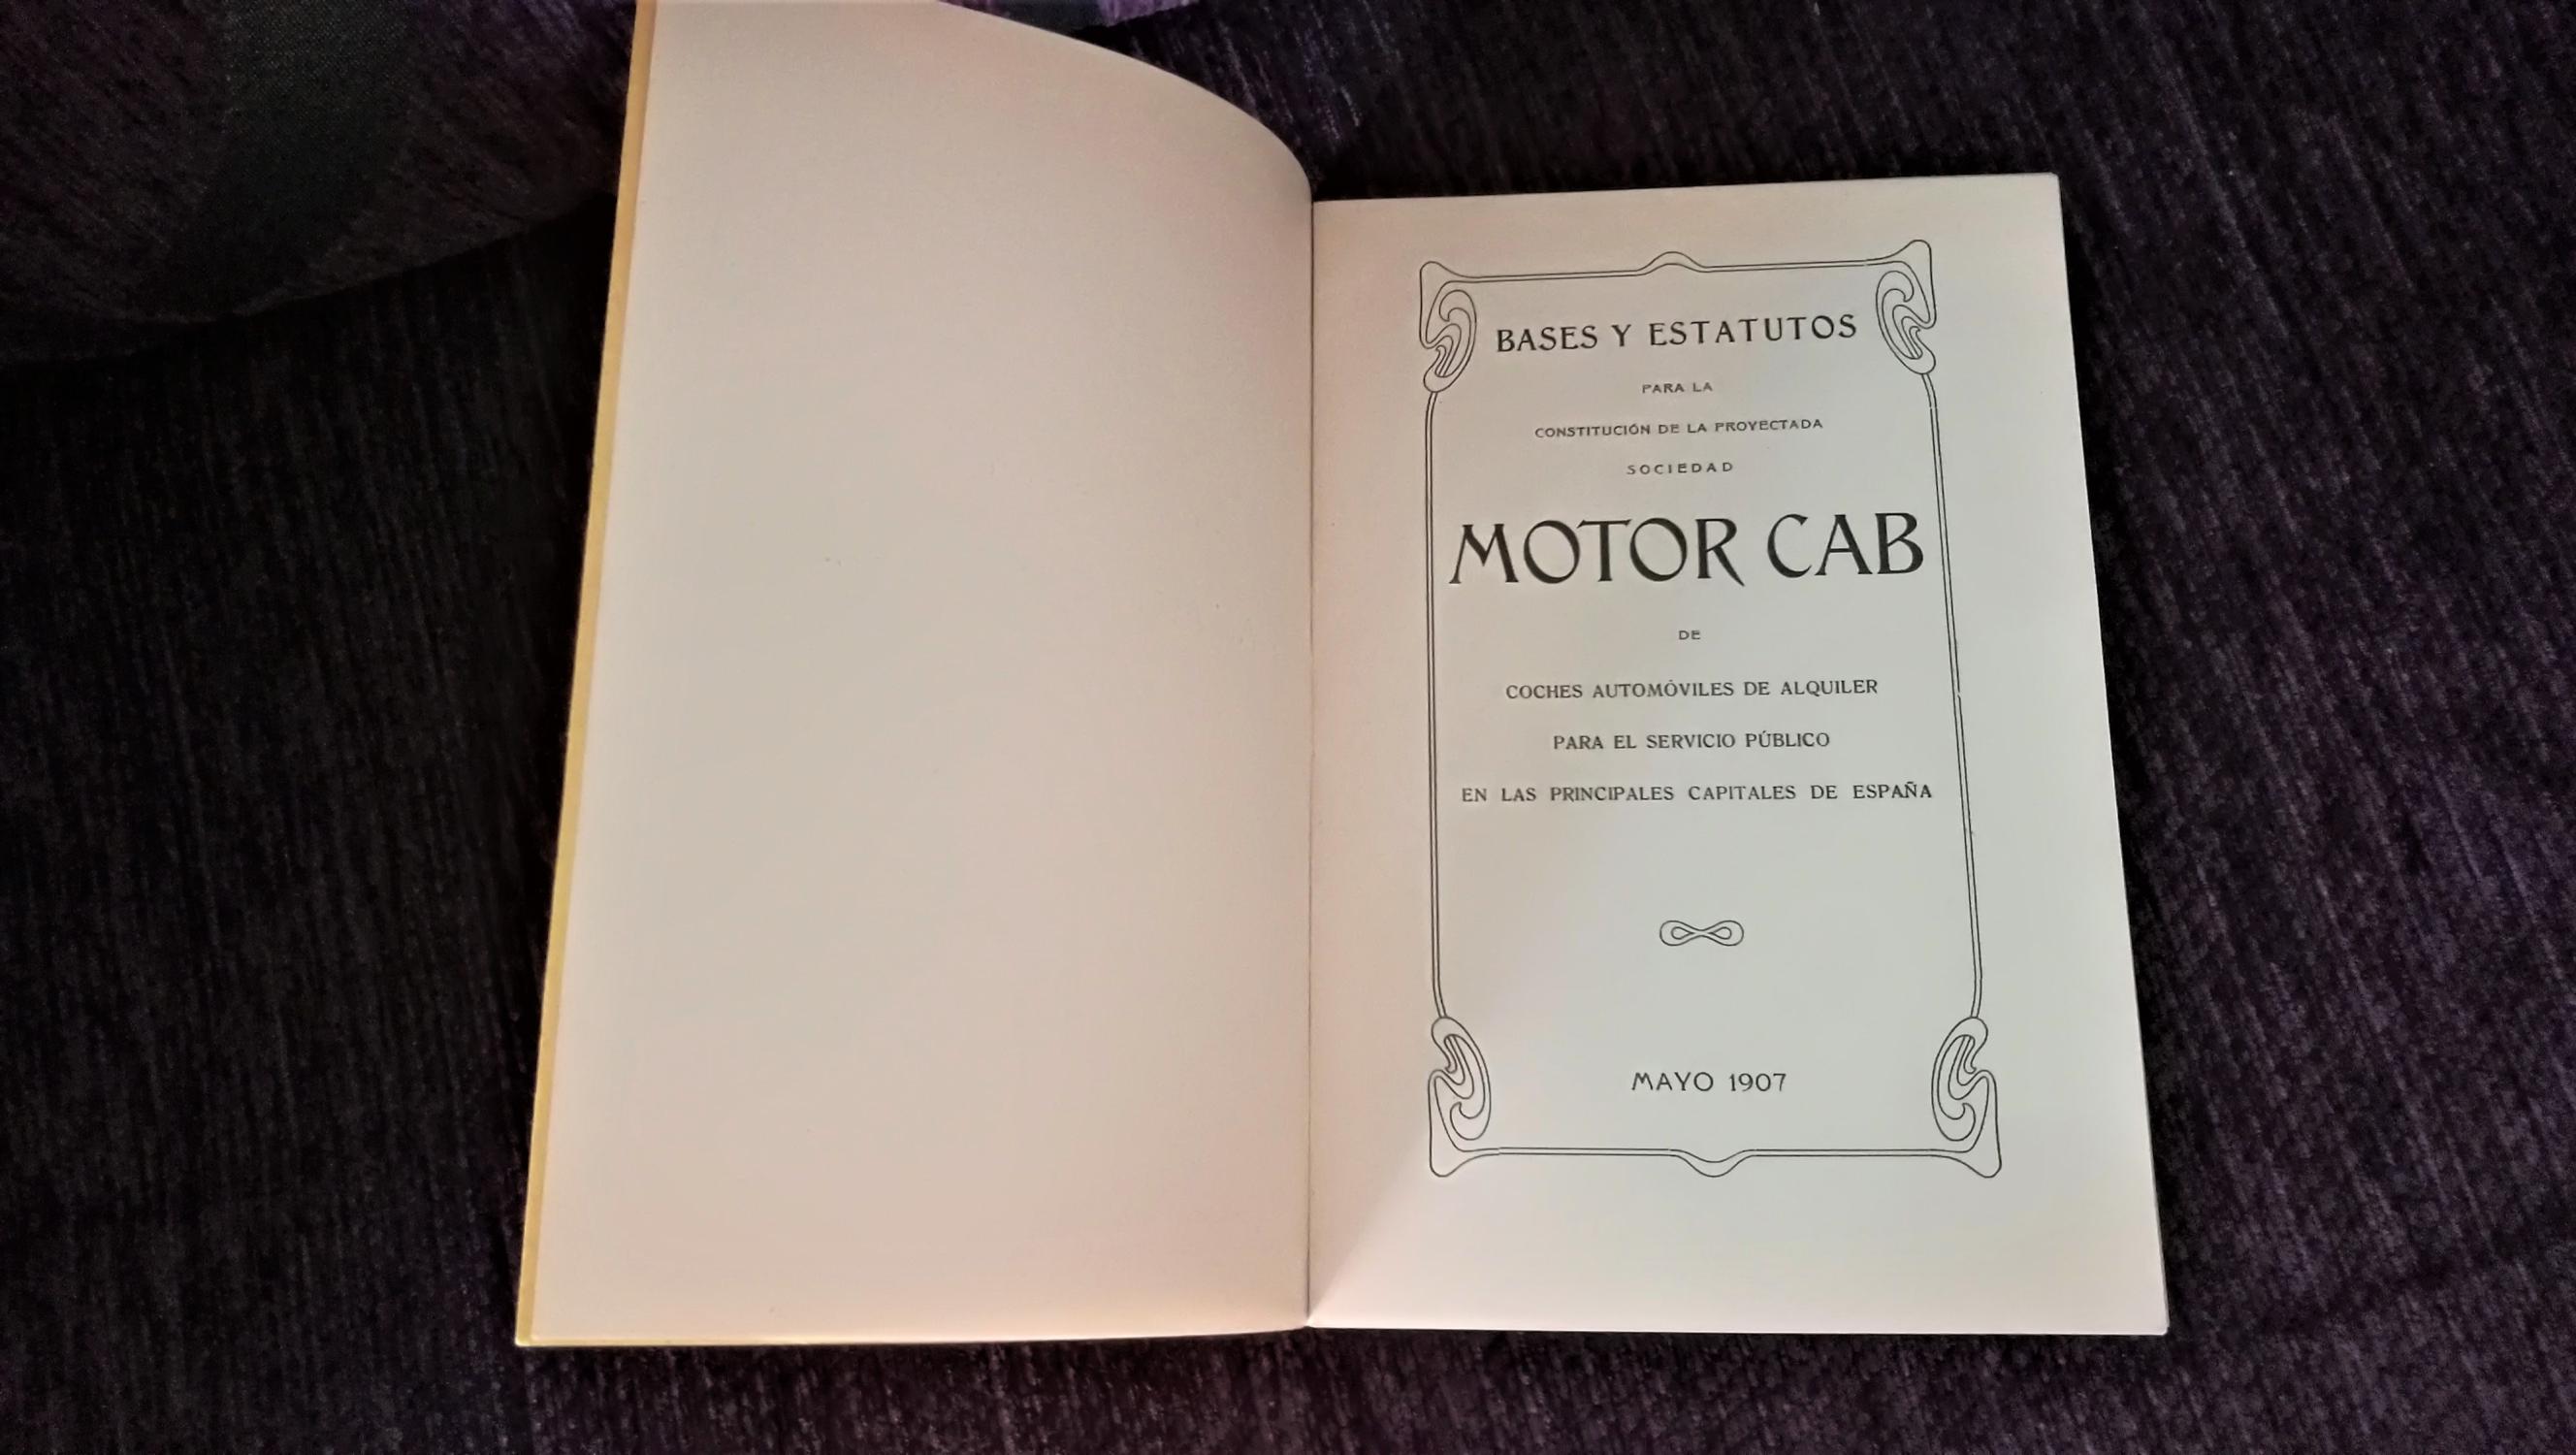 BASES Y ESTATUTOS
PARA LA
CONSTITUCIÓN DE LA PROYECTADA
SOCIEDAD
MOTOR CAB
DE
COCHES AUTOMÓVILES DE ALQUILER
PARA EL SERVICIO PÚBLICO
EN LAS PRINCIPALES CAPITALES DE ESPAÑA
MAYO 1907